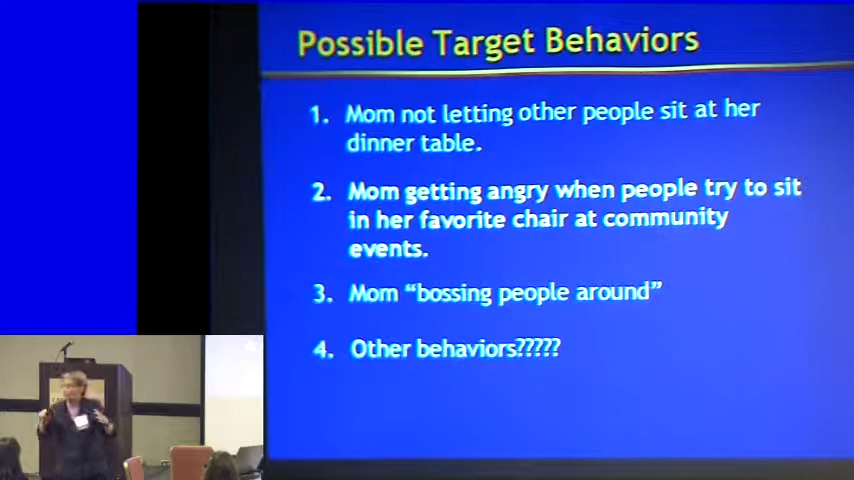 Possible Target Behaviors
1. Mom not letting other people sit at her
dinner table.
2. Mom getting angry when people try to sit
in her favorite chair at community
events.
3. Mom “bossing people around”
4. Other behaviors?????